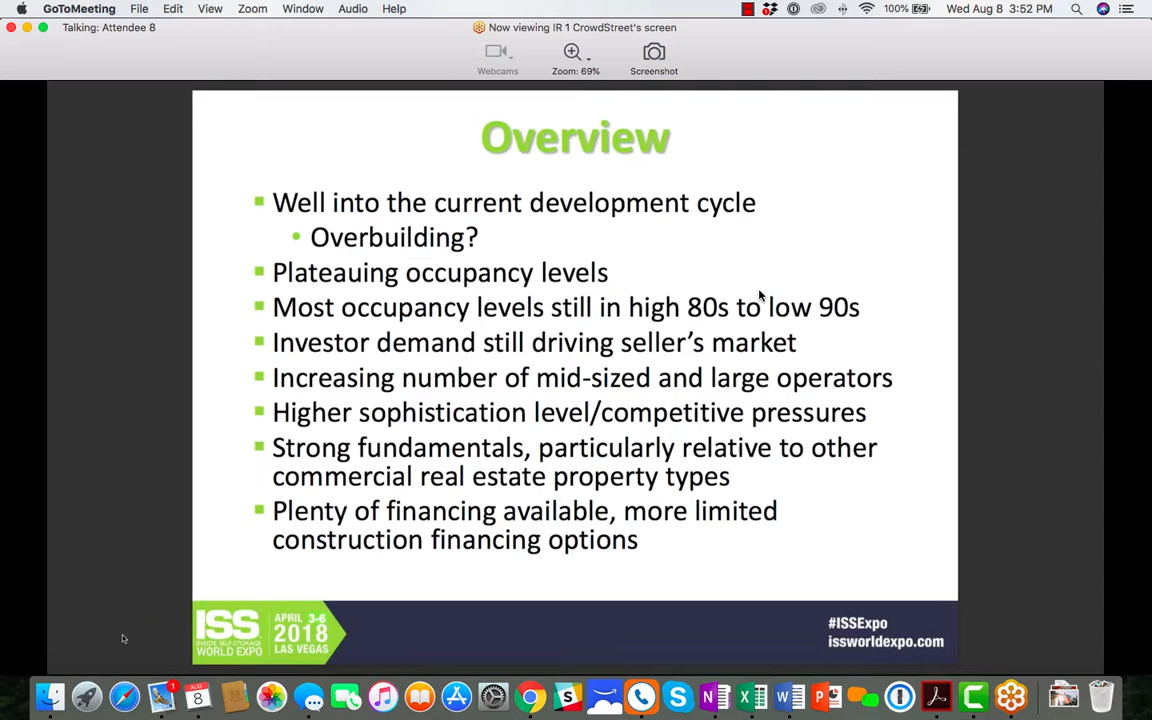 GoToMeeting File Edit View Zoom Window Audio Help 100% Wed Aug 8 3:52 PM
Talking: Attendee 8
Now viewing IR 1 CrowdStreet's screen
Webcams Zoom: 69% Screenshot
Overview
Well into the current development cycle
Overbuilding?
Plateauing occupancy levels
Most occupancy levels still in high 80s to low 90s
Investor demand still driving seller's market
Increasing number of mid-sized and large operators
Higher sophistication level/competitive pressures
Strong fundamentals, particularly relative to other
commercial real estate property types
Plenty of financing available, more limited
construction financing options
ISS
INSIDE SELF-STORAGE
WORLD EXPO
APRIL 3-6
2018
LAS VEGAS
#ISSExpo
issworldexpo.com
1
AUG
8